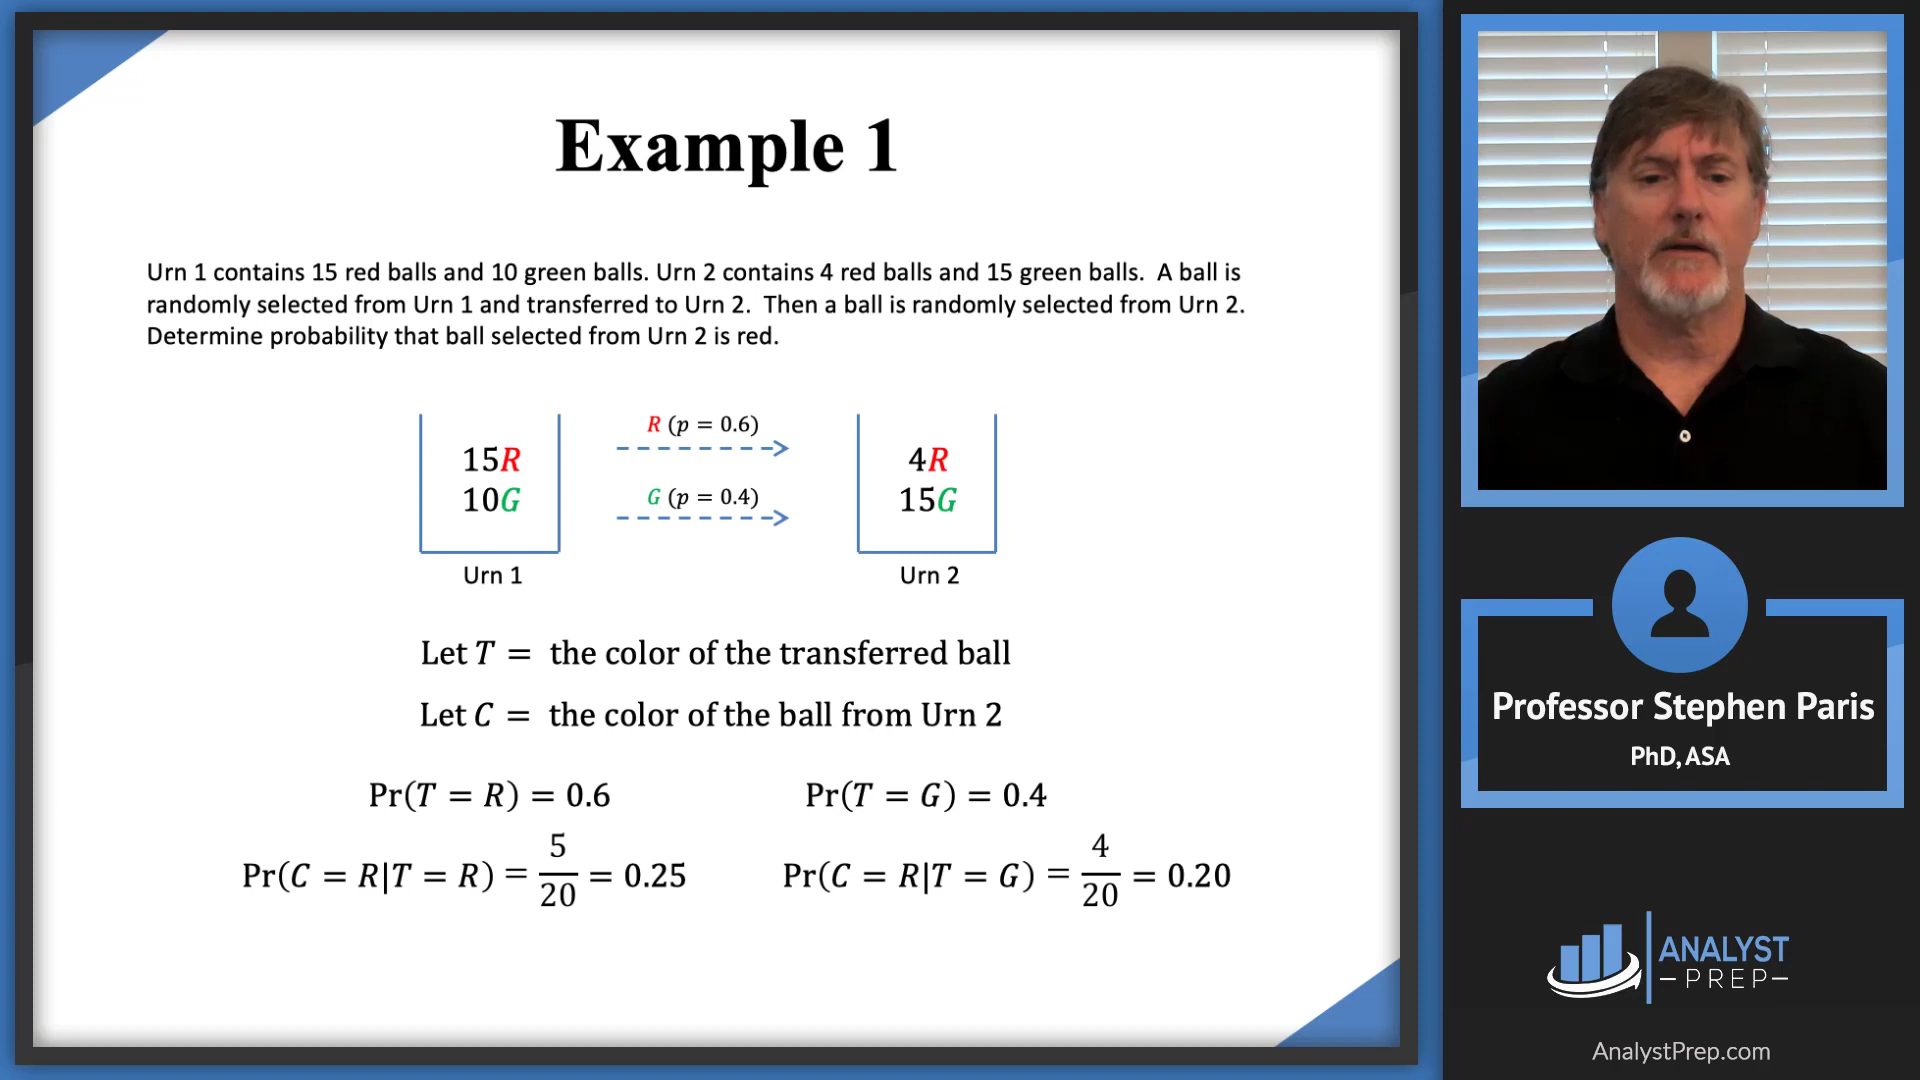 Example 1
Urn 1 contains 15 red balls and 10 green balls. Urn 2 contains 4 red balls and 15 green balls. A ball is
randomly selected from Urn 1 and transferred to Urn 2. Then a ball is randomly selected from Urn 2.
Determine probability that ball selected from Urn 2 is red.
R (p = 0.6)
15R
10G
G (p = 0.4)
4R
15G
Urn 1
Urn 2
Let T = the color of the transferred ball
Let C = the color of the ball from Urn 2
Pr(T = R) = 0.6
Pr(T = G) = 0.4
Pr(C = R|T = R) = 5/20 = 0.25
Pr(C = R|T = G) = 4/20 = 0.20
Professor Stephen Paris
PhD, ASA
ANALYST
PREP
AnalystPrep.com